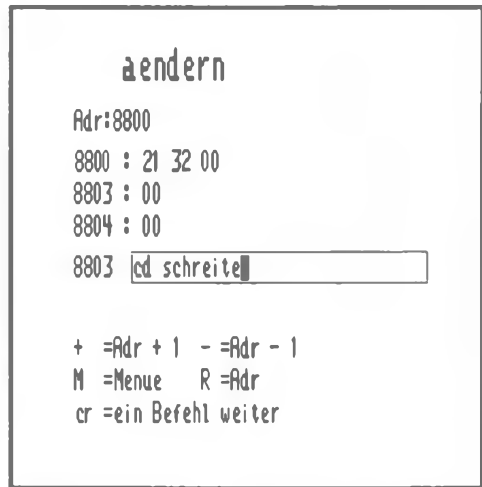 aendern
Adr:8800
8800 : 21 32 00
8803 : 00
8804 : 00
8803 cd schreite
+ =Adr + 1 - =Adr - 1
M =Menue R =Adr
cr =ein Befehl weiter